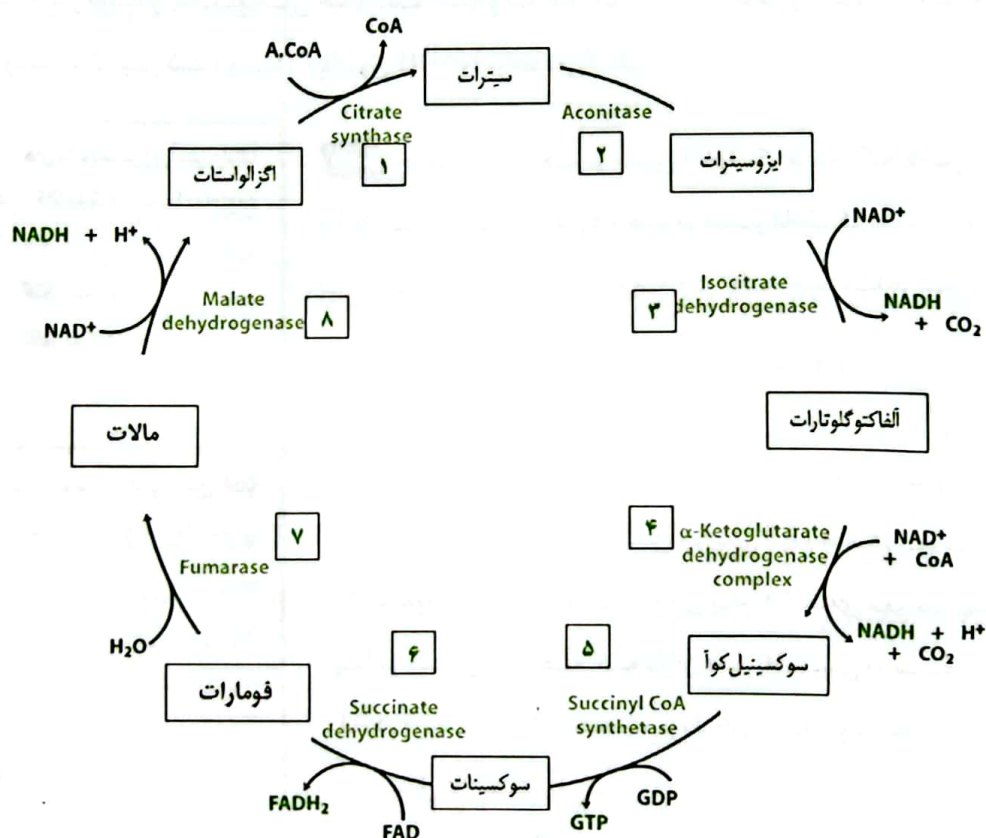 CoA
A.CoA
سیترات
Citrate
synthase
۱
Aconitase
۲
ایزوسیترات
NAD⁺
Isocitrate
dehydrogenase
۳
NADH
+ CO₂
آلفاکتوگلوتارات
۴
α-Ketoglutarate
dehydrogenase
complex
NAD⁺
+ CoA
NADH + H⁺
+ CO₂
سوکسینیل‌کوآ
۵
Succinyl CoA
synthetase
GDP
GTP
سوکسینات
۶
Succinate
dehydrogenase
FADH₂
FAD
فومارات
۷
Fumarase
H₂O
مالات
۸
Malate
dehydrogenase
NAD⁺
NADH + H⁺
اگزالواستات